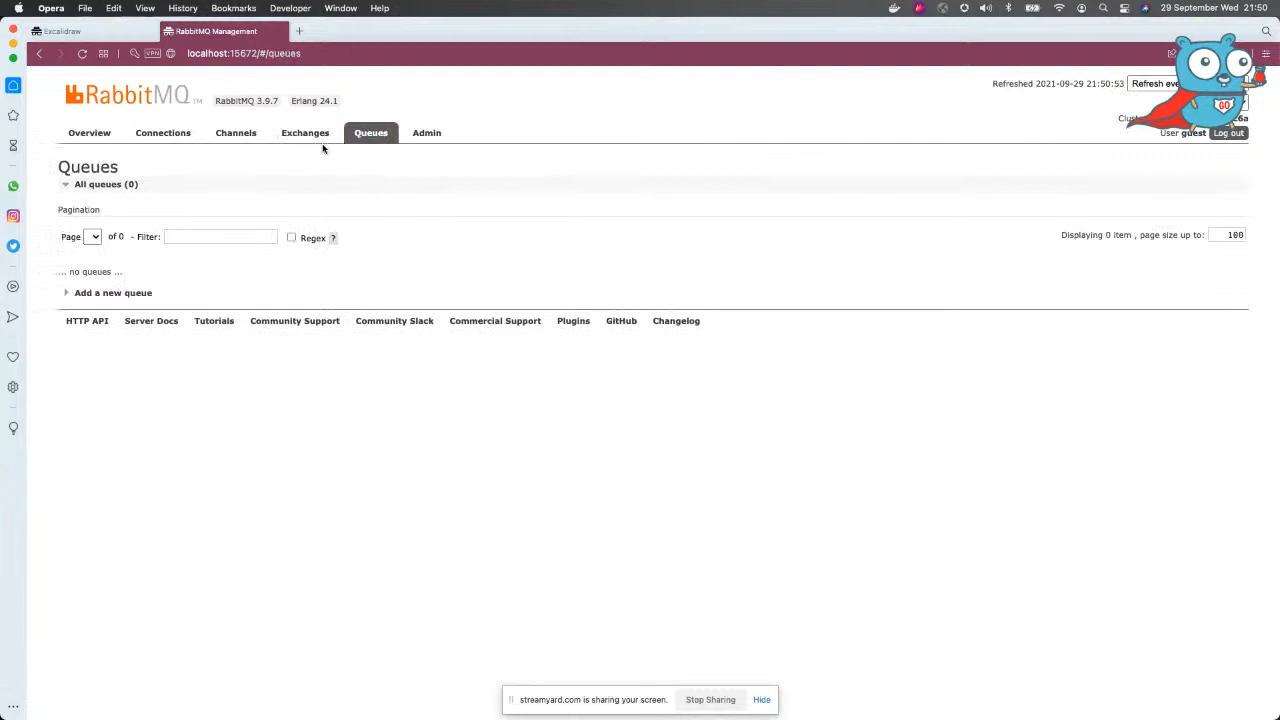 Opera File Edit View History Bookmarks Developer Window Help
29 September Wed 21:50
Excalidraw
RabbitMQ Management
VPN
localhost:15672/#/queues
RabbitMQ TM
RabbitMQ 3.9.7
Erlang 24.1
Refreshed 2021-09-29 21:50:53
GO
User guest
Log out
Overview
Connections
Channels
Exchanges
Queues
Admin
Queues
All queues (0)
Pagination
Page of 0 - Filter:
Regex ?
Displaying 0 item , page size up to: 100
... no queues ...
Add a new queue
HTTP API
Server Docs
Tutorials
Community Support
Community Slack
Commercial Support
Plugins
GitHub
Changelog
streamyard.com is sharing your screen.
Stop Sharing
Hide